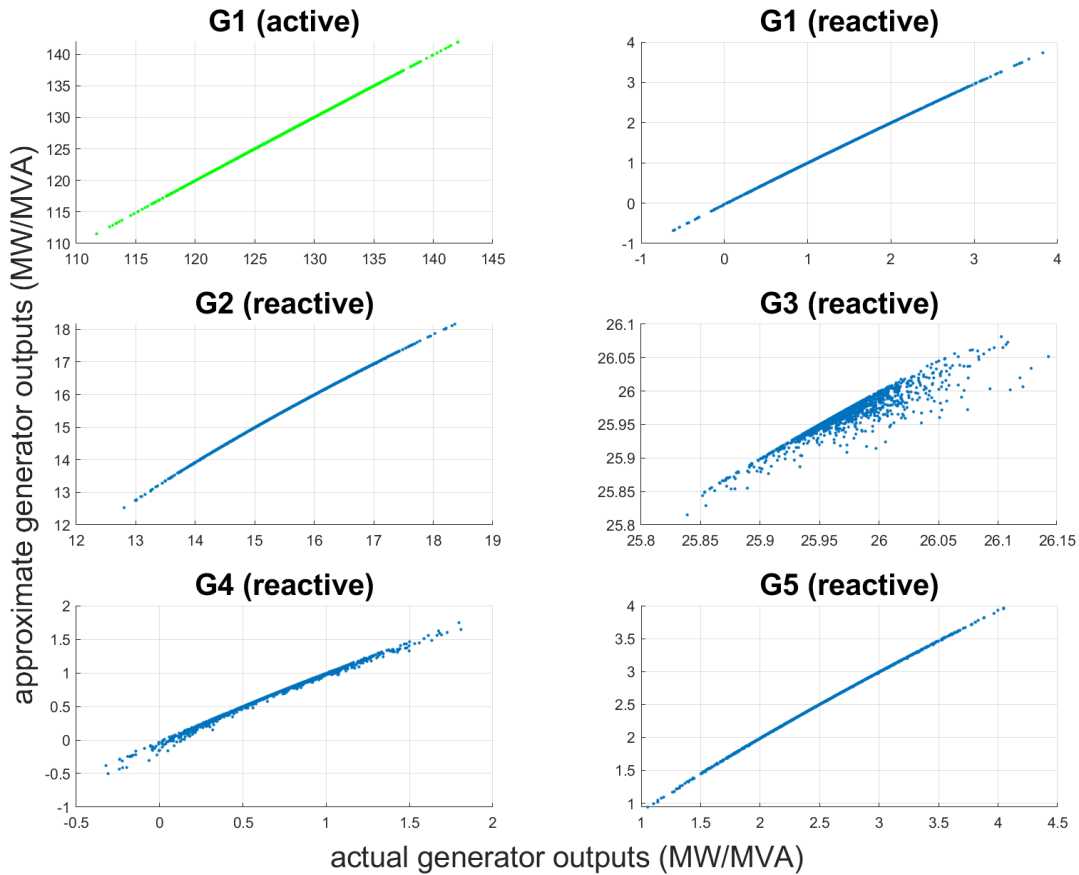 G1 (active)
140
135
130
125
120
115
110
110 115 120 125 130 135 140 145
G1 (reactive)
4
3
2
1
0
-1
-1 0 1 2 3 4
G2 (reactive)
18
17
16
15
14
13
12
12 13 14 15 16 17 18 19
G3 (reactive)
26.1
26.05
26
25.95
25.9
25.85
25.8
25.8 25.85 25.9 25.95 26 26.05 26.1 26.15
G4 (reactive)
2
1.5
1
0.5
0
-0.5
-1
-0.5 0 0.5 1 1.5 2
G5 (reactive)
4
3.5
3
2.5
2
1.5
1
1 1.5 2 2.5 3 3.5 4 4.5
approximate generator outputs (MW/MVA)
actual generator outputs (MW/MVA)